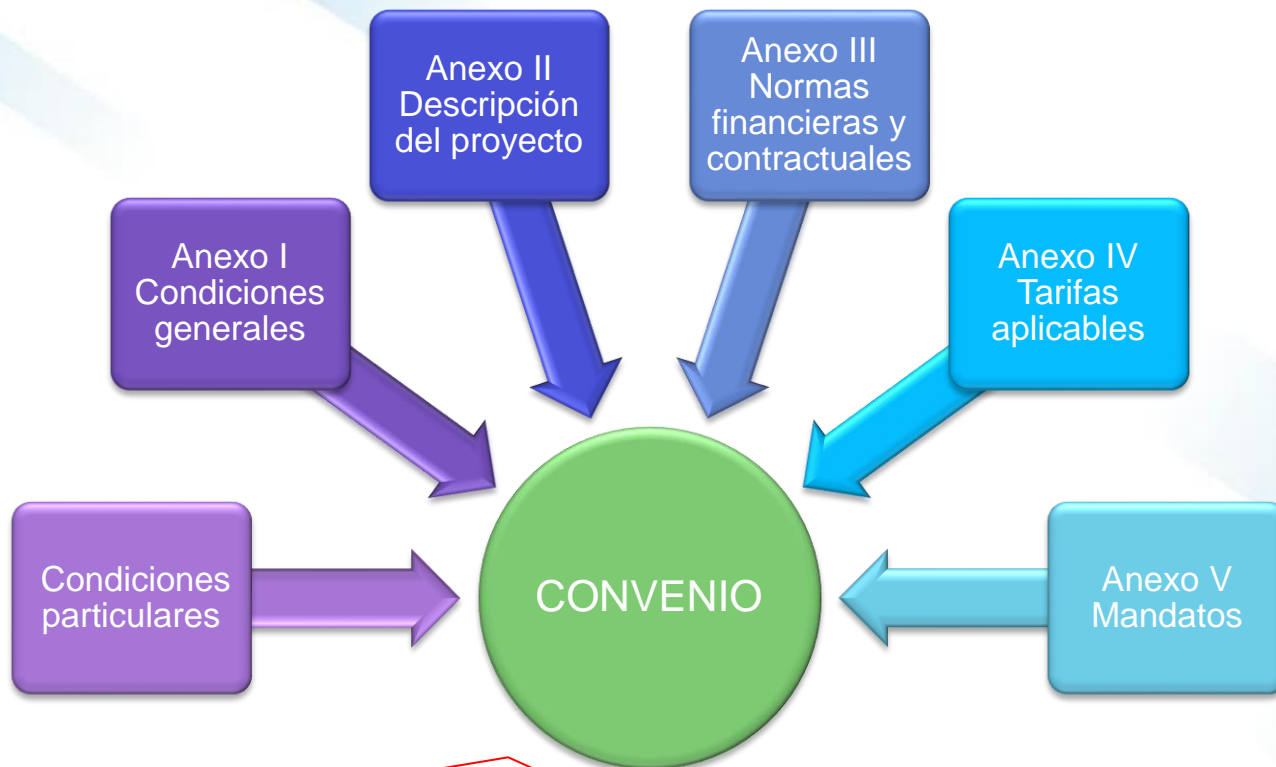 Condiciones
particulares
Anexo I
Condiciones
generales
Anexo II
Descripción
del proyecto
Anexo III
Normas
financieras y
contractuales
Anexo IV
Tarifas
aplicables
Anexo V
Mandatos
CONVENIO